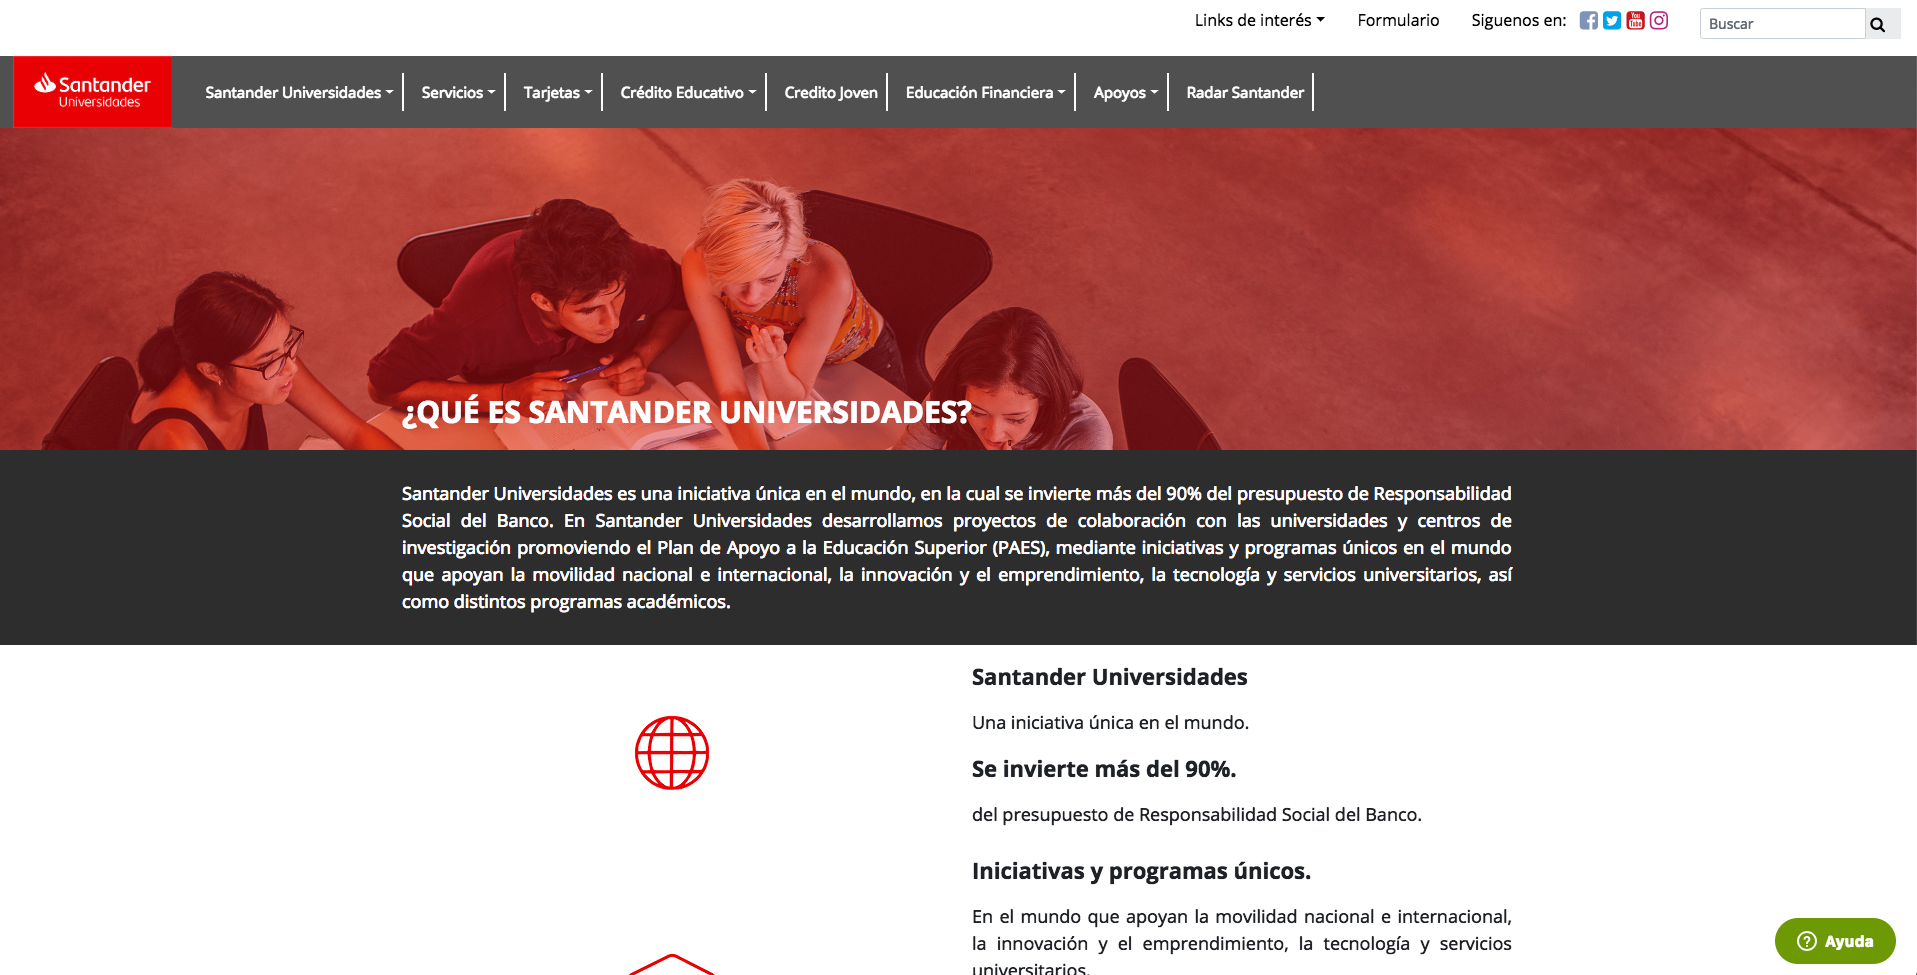 Links de interés
Formulario
Siguenos en:
You Tube
Buscar
Santander
Universidades
Santander Universidades
Servicios
Tarjetas
Crédito Educativo
Credito Joven
Educación Financiera
Apoyos
Radar Santander
¿QUÉ ES SANTANDER UNIVERSIDADES?
Santander Universidades es una iniciativa única en el mundo, en la cual se invierte más del 90% del presupuesto de Responsabilidad
Social del Banco. En Santander Universidades desarrollamos proyectos de colaboración con las universidades y centros de
investigación promoviendo el Plan de Apoyo a la Educación Superior (PAES), mediante iniciativas y programas únicos en el mundo
que apoyan la movilidad nacional e internacional, la innovación y el emprendimiento, la tecnología y servicios universitarios, así
como distintos programas académicos.
Santander Universidades
Una iniciativa única en el mundo.
Se invierte más del 90%.
del presupuesto de Responsabilidad Social del Banco.
Iniciativas y programas únicos.
En el mundo que apoyan la movilidad nacional e internacional,
la innovación y el emprendimiento, la tecnología y servicios
universitarios.
Ayuda